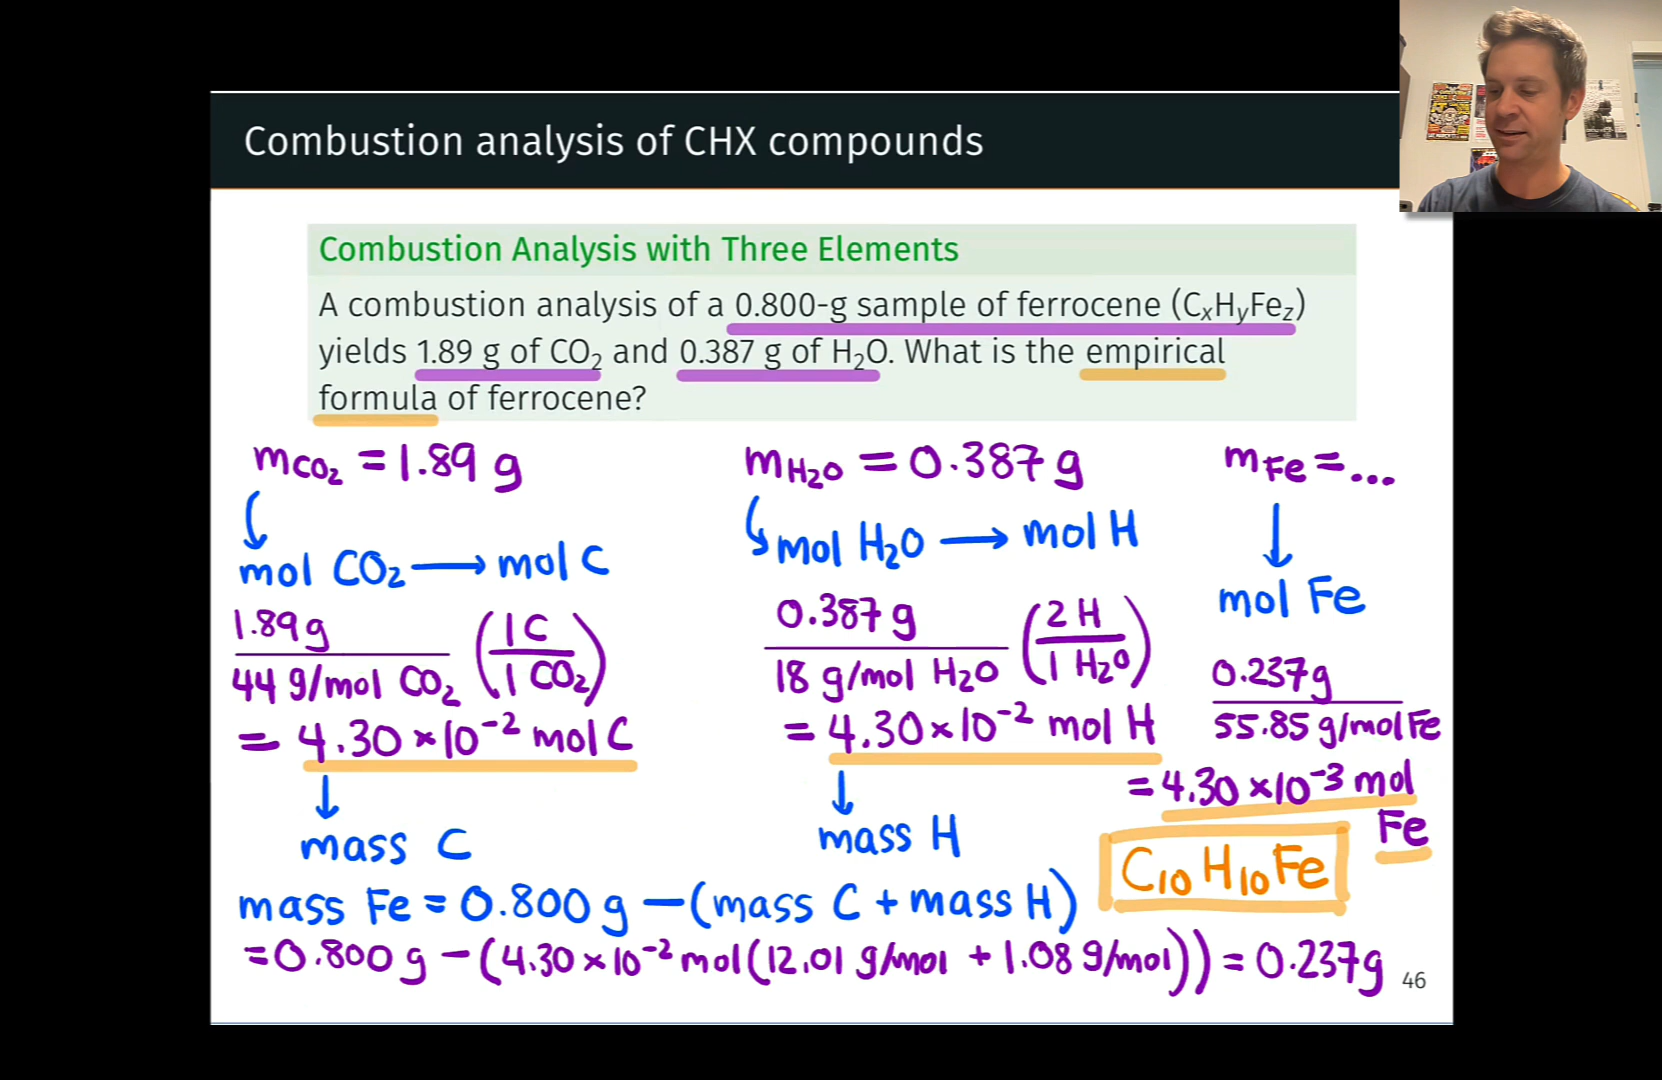 Combustion analysis of CHX compounds
Combustion Analysis with Three Elements
A combustion analysis of a 0.800-g sample of ferrocene (CₓHᵧFe_z)
yields 1.89 g of CO₂ and 0.387 g of H₂O. What is the empirical
formula of ferrocene?
m_CO₂ = 1.89 g
mol CO₂ → mol C
1.89 g
44 g/mol CO₂
(1 C
1 CO₂)
= 4.30 × 10⁻² mol C
↓
mass C
m_H₂O = 0.387 g
mol H₂O → mol H
0.387 g
18 g/mol H₂O
(2 H
1 H₂O)
= 4.30 × 10⁻² mol H
↓
mass H
m_Fe = ...
↓
mol Fe
0.237 g
55.85 g/mol Fe
= 4.30 × 10⁻³ mol
Fe
C₁₀H₁₀Fe
mass Fe = 0.800 g − (mass C + mass H)
= 0.800 g − (4.30 × 10⁻² mol (12.01 g/mol + 1.08 g/mol)) = 0.237 g
46